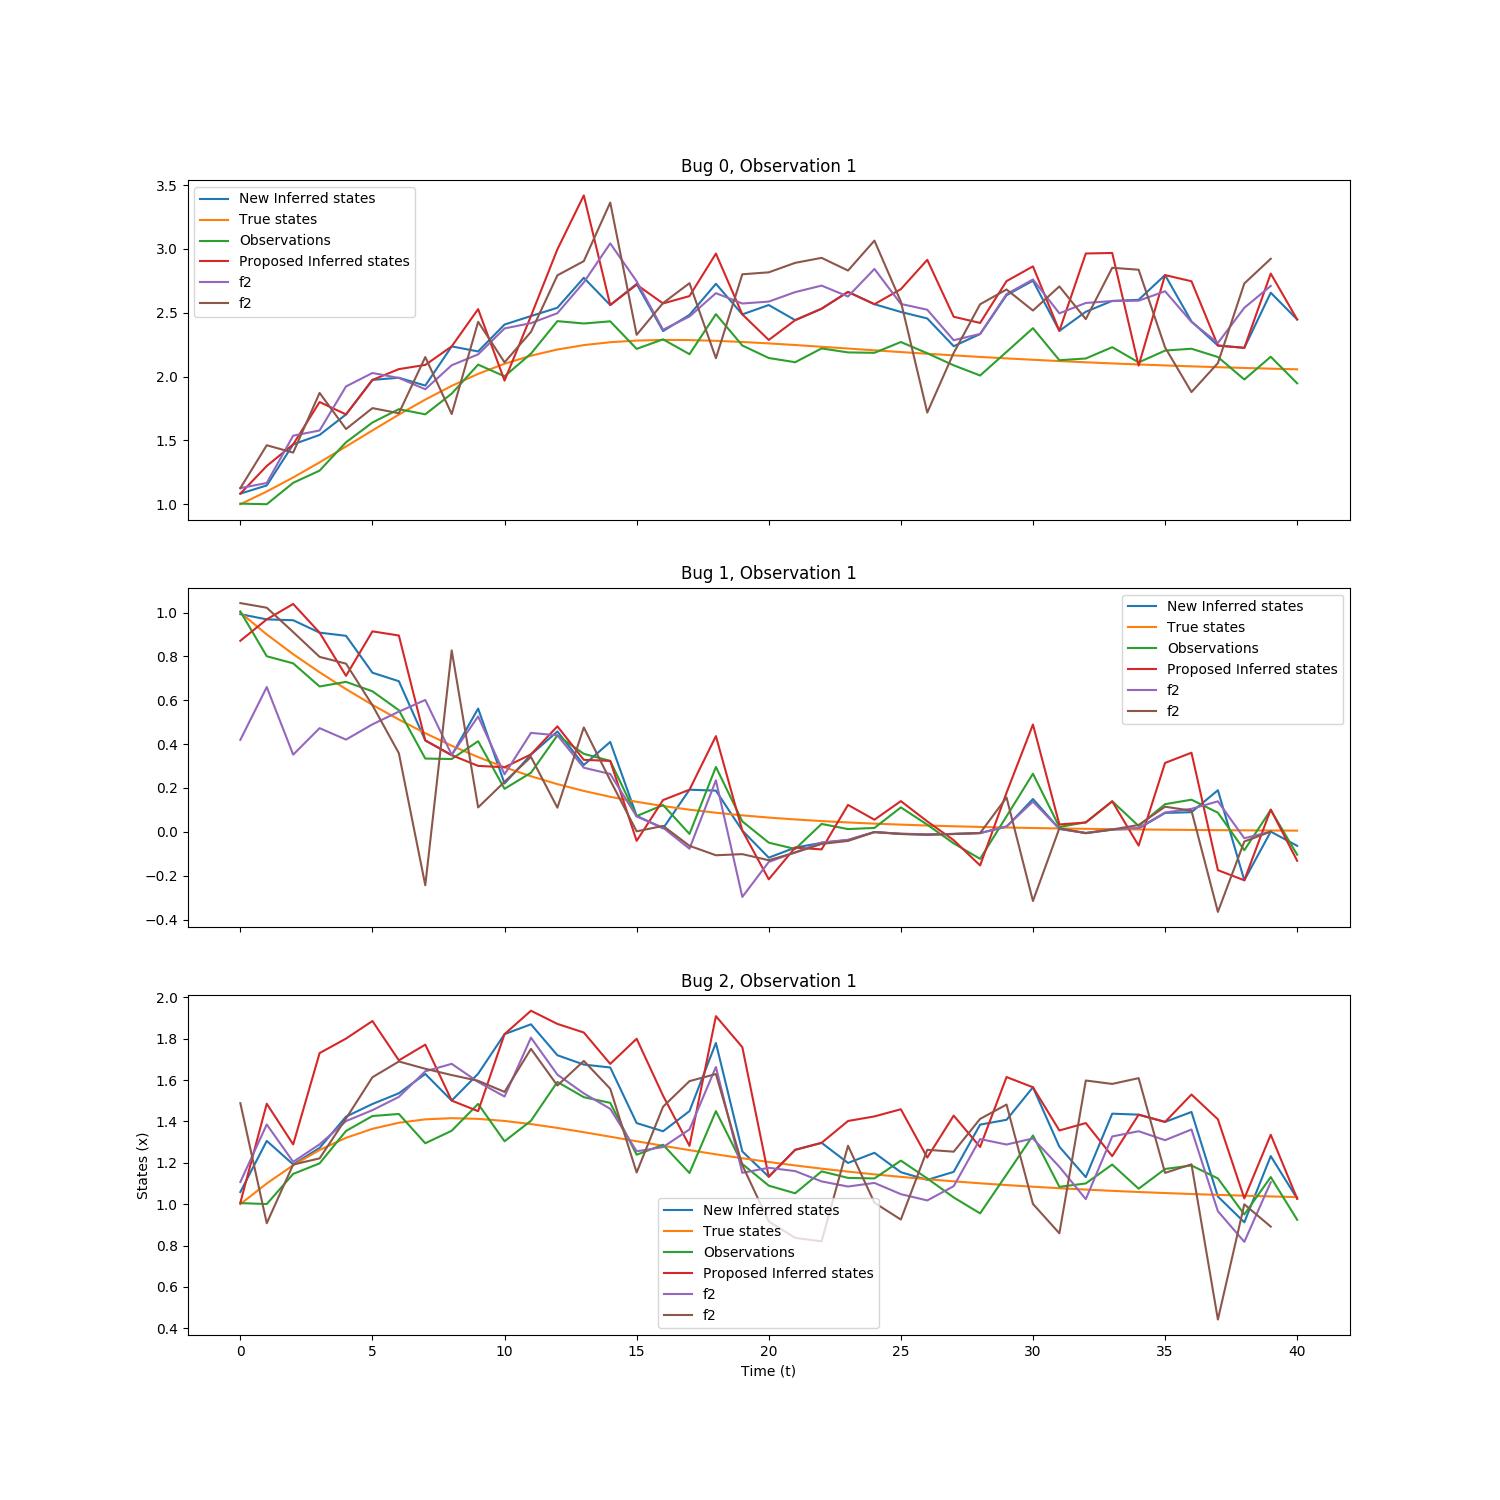 Bug 0, Observation 1
3.5
3.0
2.5
2.0
1.5
1.0
New Inferred states
True states
Observations
Proposed Inferred states
f2
f2
Bug 1, Observation 1
1.0
0.8
0.6
0.4
0.2
0.0
−0.2
−0.4
New Inferred states
True states
Observations
Proposed Inferred states
f2
f2
Bug 2, Observation 1
States (x)
2.0
1.8
1.6
1.4
1.2
1.0
0.8
0.6
0.4
New Inferred states
True states
Observations
Proposed Inferred states
f2
f2
0 5 10 15 20 25 30 35 40
Time (t)